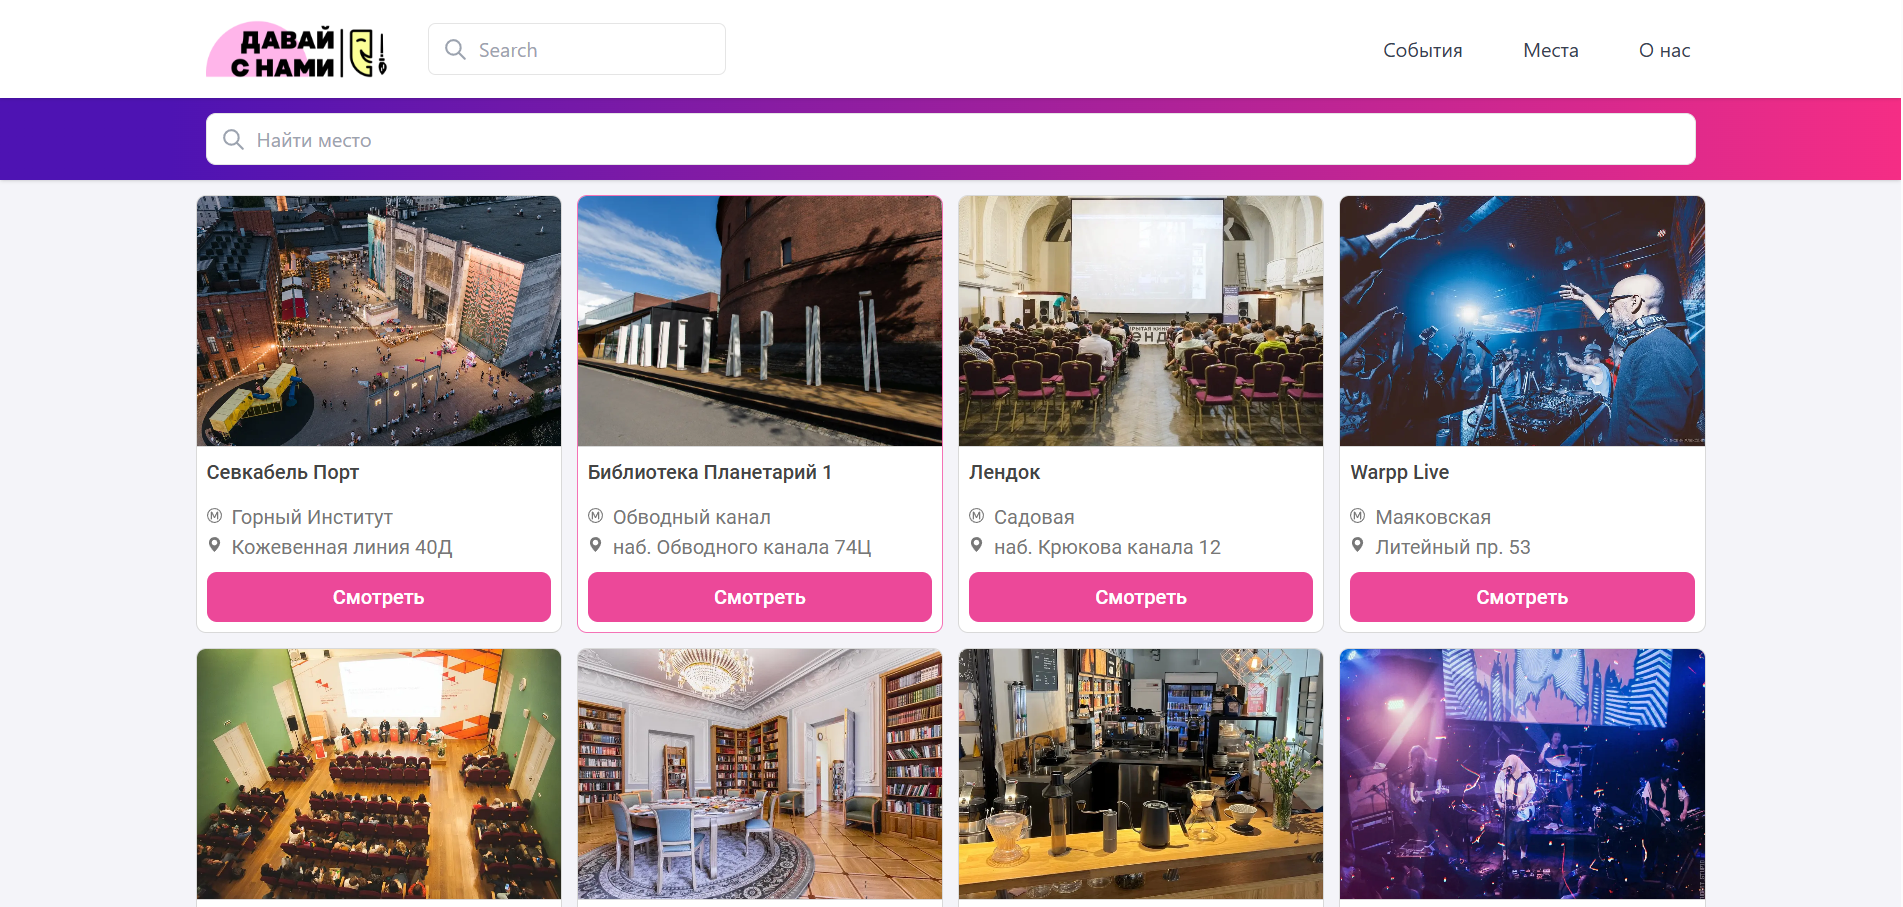 ДАВАЙ
С НАМИ
Search
События
Места
О нас
Найти место
ПЛАНЕТАРИЙ
Севкабель Порт
Горный Институт
Кожевенная линия 40Д
Смотреть
Библиотека Планетарий 1
Обводный канал
наб. Обводного канала 74Ц
Смотреть
Лендок
Садовая
наб. Крюкова канала 12
Смотреть
Warpp Live
Маяковская
Литейный пр. 53
Смотреть